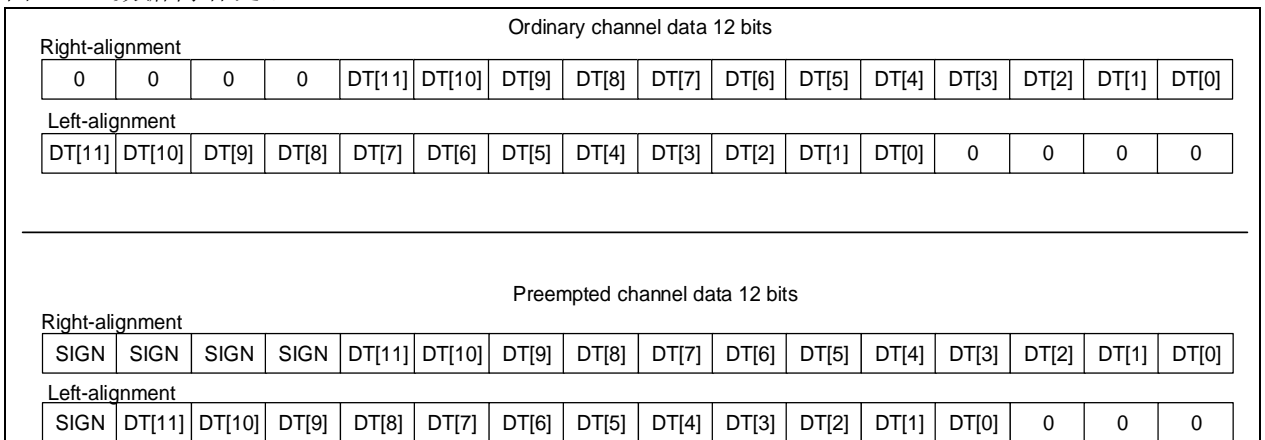 Ordinary channel data 12 bits
Right-alignment
0 0 0 0 DT[11] DT[10] DT[9] DT[8] DT[7] DT[6] DT[5] DT[4] DT[3] DT[2] DT[1] DT[0]
Left-alignment
DT[11] DT[10] DT[9] DT[8] DT[7] DT[6] DT[5] DT[4] DT[3] DT[2] DT[1] DT[0] 0 0 0 0
Preempted channel data 12 bits
Right-alignment
SIGN SIGN SIGN SIGN DT[11] DT[10] DT[9] DT[8] DT[7] DT[6] DT[5] DT[4] DT[3] DT[2] DT[1] DT[0]
Left-alignment
SIGN DT[11] DT[10] DT[9] DT[8] DT[7] DT[6] DT[5] DT[4] DT[3] DT[2] DT[1] DT[0] 0 0 0